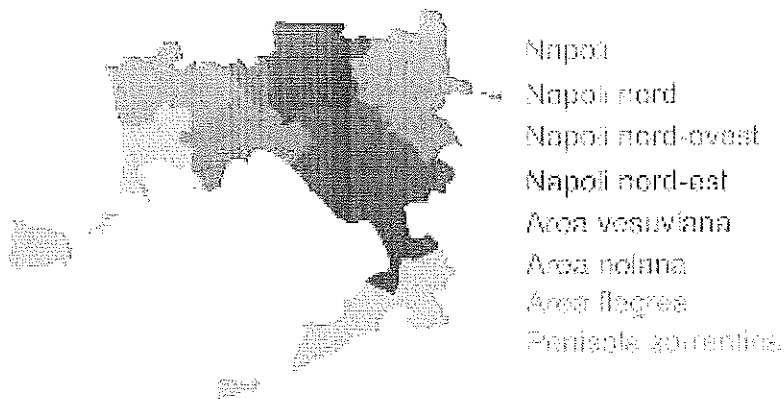 Napoli
Napoli nord
Napoli nord-ovest
Napoli nord-est
Area vesuviana
Area nolana
Area flegrea
Penisola sorrentina